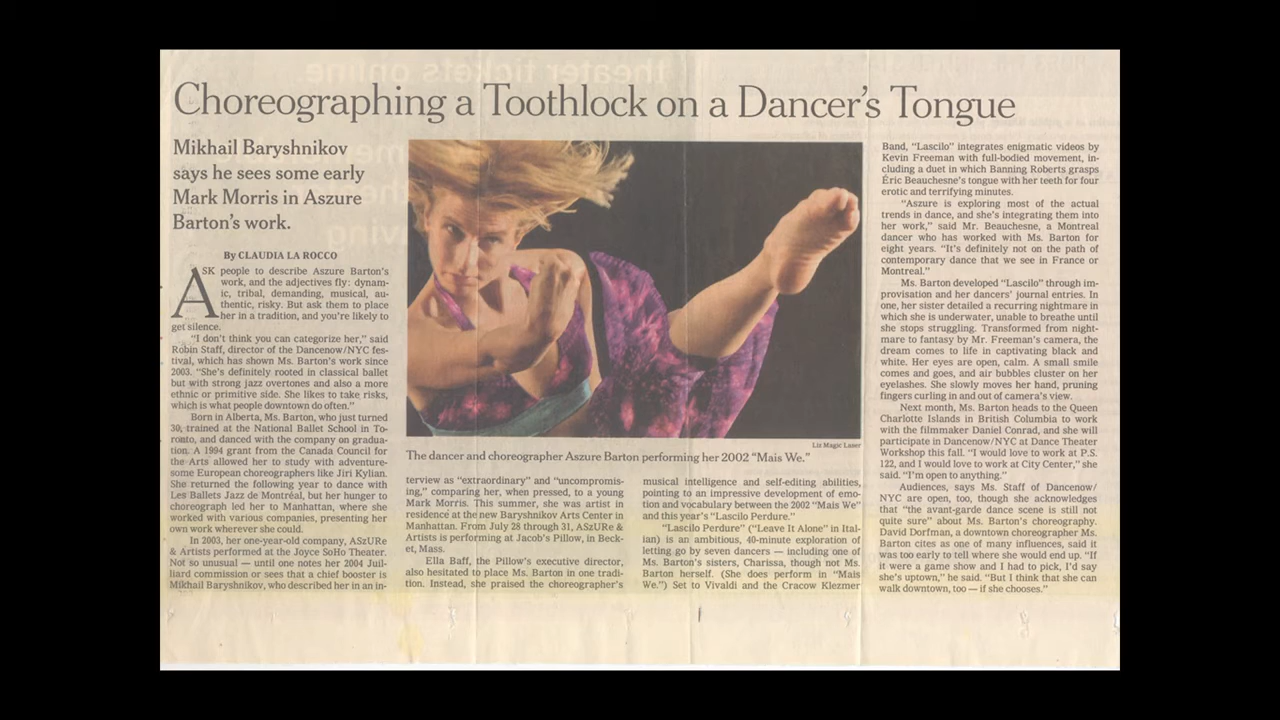 Choreographing a Toothlock on a Dancer's Tongue
Mikhail Baryshnikov
says he sees some early
Mark Morris in Aszure
Barton's work.
By CLAUDIA LA ROCCO
ASK people to describe Aszure Barton's
work, and the adjectives fly: dynam-
ic, tribal, demanding, musical, au-
thentic, risky. But ask them to place
her in a tradition, and you're likely to
get silence.
"I don't think you can categorize her," said
Robin Staff, director of the Dancenow/NYC fes-
tival, which has shown Ms. Barton's work since
2003. "She's definitely rooted in classical ballet
but with strong jazz overtones and also a more
ethnic or primitive side. She likes to take risks,
which is what people downtown do often."
Born in Alberta, Ms. Barton, who just turned
30, trained at the National Ballet School in To-
ronto, and danced with the company on gradua-
tion. A 1994 grant from the Canada Council for
the Arts allowed her to study with adventure-
some European choreographers like Jiri Kylian.
She returned the following year to dance with
Les Ballets Jazz de Montréal, but her hunger to
choreograph led her to Manhattan, where she
worked with various companies, presenting her
own work wherever she could.
In 2003, her one-year-old company, ASzURe
& Artists performed at the Joyce SoHo Theater.
Not so unusual — until one notes her 2004 Juil-
liard commission or sees that a chief booster is
Mikhail Baryshnikov, who described her in an in-
Liz Magic Laser
The dancer and choreographer Aszure Barton performing her 2002 "Mais We."
terview as "extraordinary" and "uncompromis-
ing," comparing her, when pressed, to a young
Mark Morris. This summer, she was artist in
residence at the new Baryshnikov Arts Center in
Manhattan. From July 28 through 31, ASzURe &
Artists is performing at Jacob's Pillow, in Beck-
et, Mass.
Ella Baff, the Pillow's executive director,
also hesitated to place Ms. Barton in one tradi-
tion. Instead, she praised the choreographer's
musical intelligence and self-editing abilities,
pointing to an impressive development of emo-
tion and vocabulary between the 2002 "Mais We"
and this year's "Lascilo Perdure."
"Lascilo Perdure" ("Leave It Alone" in Ital-
ian) is an ambitious, 40-minute exploration of
letting go by seven dancers — including one of
Ms. Barton's sisters, Charissa, though not Ms.
Barton herself. (She does perform in "Mais
We.") Set to Vivaldi and the Cracow Klezmer
Band, "Lascilo" integrates enigmatic videos by
Kevin Freeman with full-bodied movement, in-
cluding a duet in which Banning Roberts grasps
Éric Beauchesne's tongue with her teeth for four
erotic and terrifying minutes.
"Aszure is exploring most of the actual
trends in dance, and she's integrating them into
her work," said Mr. Beauchesne, a Montreal
dancer who has worked with Ms. Barton for
eight years. "It's definitely not on the path of
contemporary dance that we see in France or
Montreal."
Ms. Barton developed "Lascilo" through im-
provisation and her dancers' journal entries. In
one, her sister detailed a recurring nightmare in
which she is underwater, unable to breathe until
she stops struggling. Transformed from night-
mare to fantasy by Mr. Freeman's camera, the
dream comes to life in captivating black and
white. Her eyes are open, calm. A small smile
comes and goes, and air bubbles cluster on her
eyelashes. She slowly moves her hand, pruning
fingers curling in and out of camera's view.
Next month, Ms. Barton heads to the Queen
Charlotte Islands in British Columbia to work
with the filmmaker Daniel Conrad, and she will
participate in Dancenow/NYC at Dance Theater
Workshop this fall. "I would love to work at P.S.
122, and I would love to work at City Center," she
said. "I'm open to anything."
Audiences, says Ms. Staff of Dancenow/
NYC are open, too, though she acknowledges
that "the avant-garde dance scene is still not
quite sure" about Ms. Barton's choreography.
David Dorfman, a downtown choreographer Ms.
Barton cites as one of many influences, said it
was too early to tell where she would end up. "If
it were a game show and I had to pick, I'd say
she's uptown," he said. "But I think that she can
walk downtown, too — if she chooses."